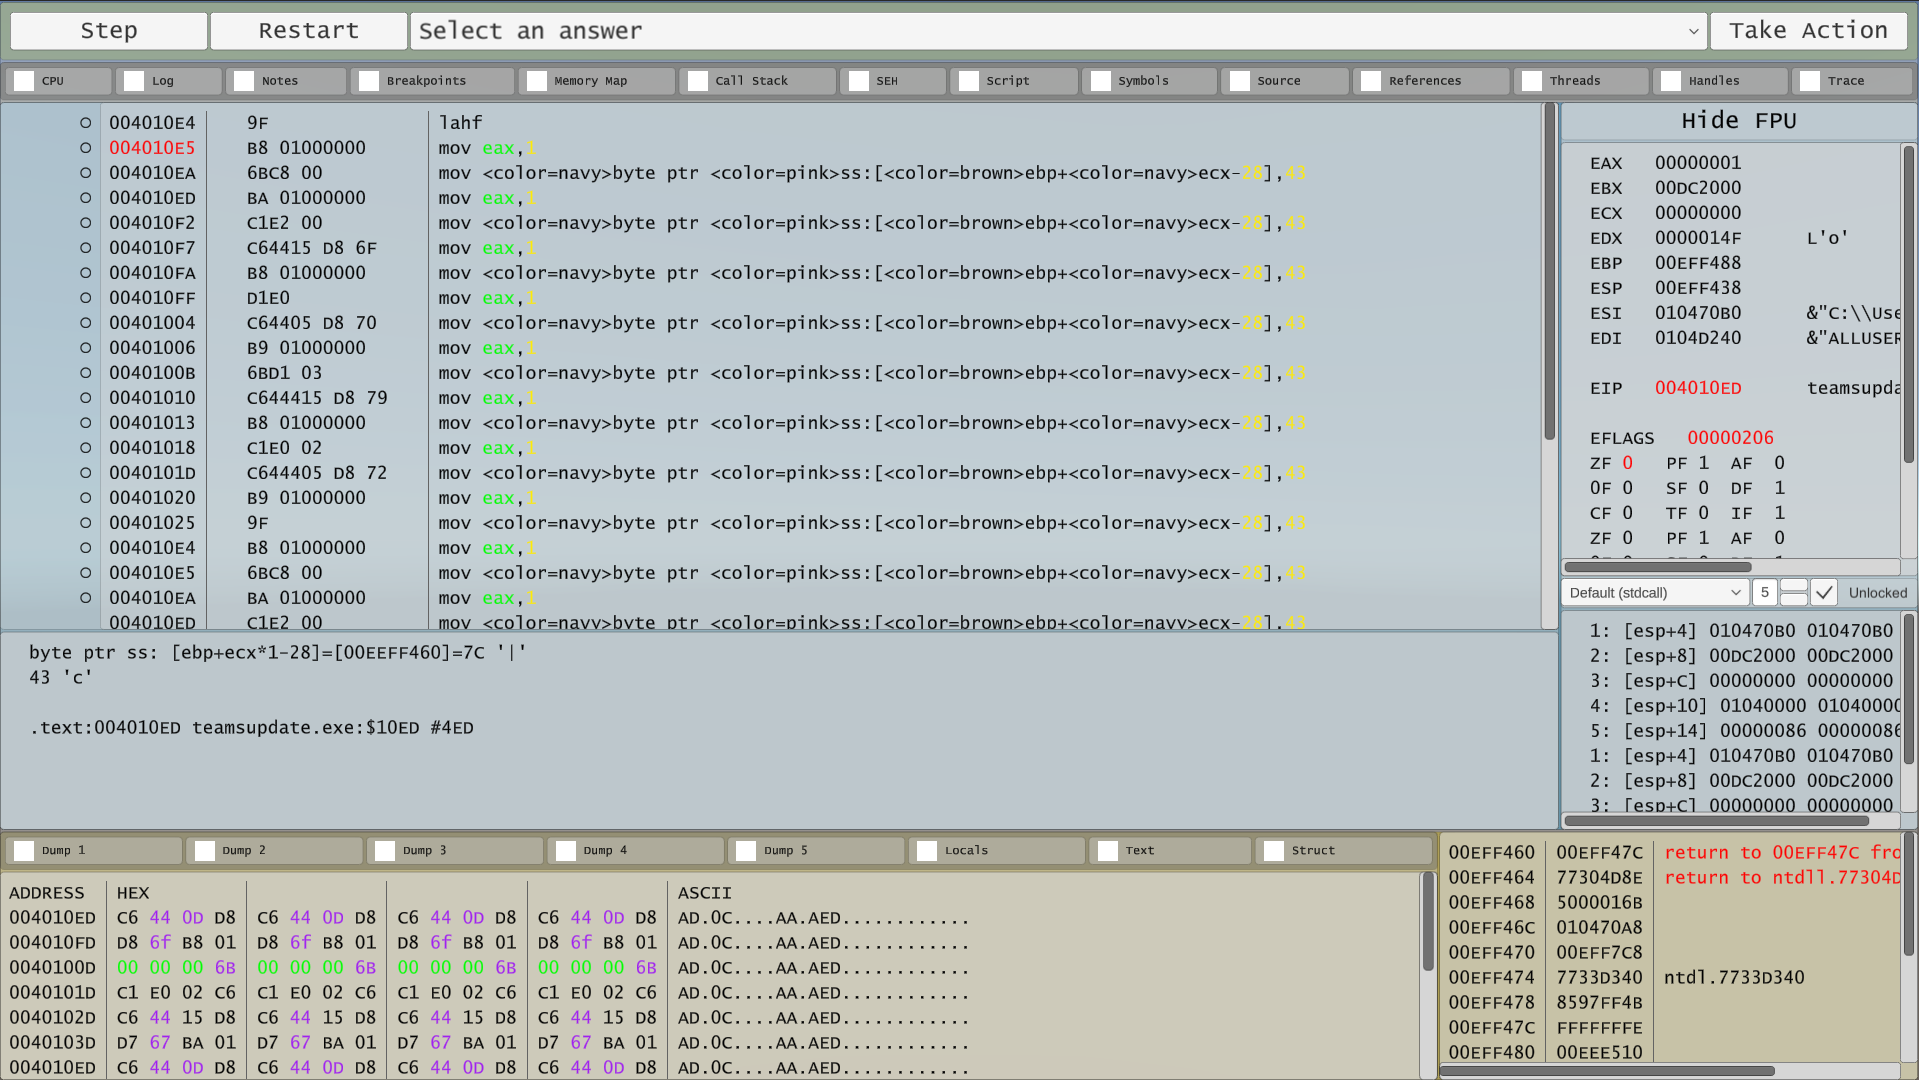 Step Restart Select an answer Take Action
CPU Log Notes Breakpoints Memory Map Call Stack SEH Script Symbols Source References Threads Handles Trace
004010E4 9F lahf
004010E5 B8 01000000 mov eax,1
004010EA 6BC8 00 mov <color=navy>byte ptr <color=pink>ss:[<color=brown>ebp+<color=navy>ecx-28],43
004010ED BA 01000000 mov eax,1
004010F2 C1E2 00 mov <color=navy>byte ptr <color=pink>ss:[<color=brown>ebp+<color=navy>ecx-28],43
004010F7 C64415 D8 6F mov eax,1
004010FA B8 01000000 mov <color=navy>byte ptr <color=pink>ss:[<color=brown>ebp+<color=navy>ecx-28],43
004010FF D1E0 mov eax,1
00401004 C64405 D8 70 mov <color=navy>byte ptr <color=pink>ss:[<color=brown>ebp+<color=navy>ecx-28],43
00401006 B9 01000000 mov eax,1
0040100B 6BD1 03 mov <color=navy>byte ptr <color=pink>ss:[<color=brown>ebp+<color=navy>ecx-28],43
00401010 C644415 D8 79 mov eax,1
00401013 B8 01000000 mov <color=navy>byte ptr <color=pink>ss:[<color=brown>ebp+<color=navy>ecx-28],43
00401018 C1E0 02 mov eax,1
0040101D C644405 D8 72 mov <color=navy>byte ptr <color=pink>ss:[<color=brown>ebp+<color=navy>ecx-28],43
00401020 B9 01000000 mov eax,1
00401025 9F mov <color=navy>byte ptr <color=pink>ss:[<color=brown>ebp+<color=navy>ecx-28],43
004010E4 B8 01000000 mov eax,1
004010E5 6BC8 00 mov <color=navy>byte ptr <color=pink>ss:[<color=brown>ebp+<color=navy>ecx-28],43
004010EA BA 01000000 mov eax,1
004010ED C1E2 00 mov <color=navy>byte ptr <color=pink>ss:[<color=brown>ebp+<color=navy>ecx-28],43
Hide FPU
EAX 00000001
EBX 00DC2000
ECX 00000000
EDX 0000014F L'o'
EBP 00EFF488
ESP 00EFF438
ESI 010470B0 &"C:\\Use
EDI 0104D240 &"ALLUSER
EIP 004010ED teamsupda
EFLAGS 00000206
ZF 0 PF 1 AF 0
0F 0 SF 0 DF 1
CF 0 TF 0 IF 1
ZF 0 PF 1 AF 0
Default (stdcall) 5 Unlocked
1: [esp+4] 010470B0 010470B0
2: [esp+8] 00DC2000 00DC2000
3: [esp+C] 00000000 00000000
4: [esp+10] 01040000 01040000
5: [esp+14] 00000086 00000086
1: [esp+4] 010470B0 010470B0
2: [esp+8] 00DC2000 00DC2000
3: [esp+C] 00000000 00000000
byte ptr ss: [ebp+ecx*1-28]=[00EEFF460]=7C '|'
43 'c'
.text:004010ED teamsupdate.exe:$10ED #4ED
Dump 1 Dump 2 Dump 3 Dump 4 Dump 5 Locals Text Struct
ADDRESS HEX ASCII
004010ED C6 44 0D D8 C6 44 0D D8 C6 44 0D D8 C6 44 0D D8 AD.0C....AA.AED............
004010FD D8 6f B8 01 D8 6f B8 01 D8 6f B8 01 D8 6f B8 01 AD.0C....AA.AED............
0040100D 00 00 00 6B 00 00 00 6B 00 00 00 6B 00 00 00 6B AD.0C....AA.AED............
0040101D C1 E0 02 C6 C1 E0 02 C6 C1 E0 02 C6 C1 E0 02 C6 AD.0C....AA.AED............
0040102D C6 44 15 D8 C6 44 15 D8 C6 44 15 D8 C6 44 15 D8 AD.0C....AA.AED............
0040103D D7 67 BA 01 D7 67 BA 01 D7 67 BA 01 D7 67 BA 01 AD.0C....AA.AED............
004010ED C6 44 0D D8 C6 44 0D D8 C6 44 0D D8 C6 44 0D D8 AD.0C....AA.AED............
00EFF460 00EFF47C return to 00EFF47C fro
00EFF464 77304D8E return to ntdll.77304D
00EFF468 5000016B
00EFF46C 010470A8
00EFF470 00EFF7C8
00EFF474 7733D340 ntdl.7733D340
00EFF478 8597FF4B
00EFF47C FFFFFFFE
00EFF480 00EEE510